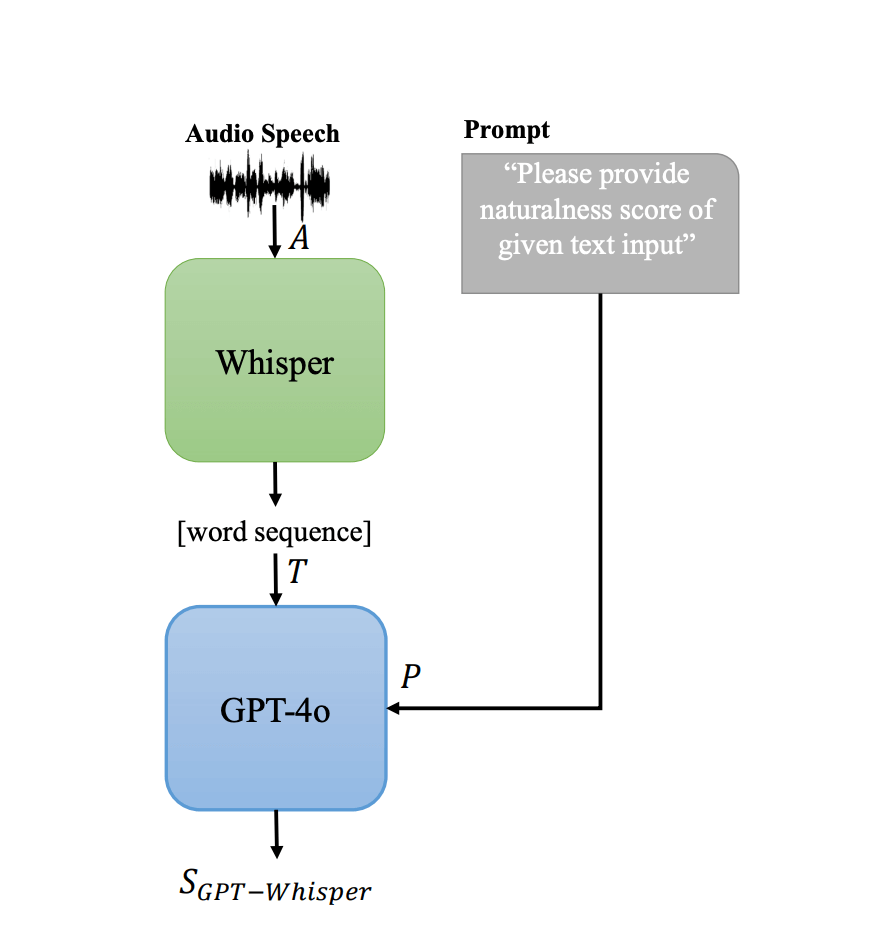 Audio Speech
A
Whisper
[word sequence]
T
GPT-4o
S_{GPT-Whisper}
Prompt
“Please provide
naturalness score of
given text input”
P